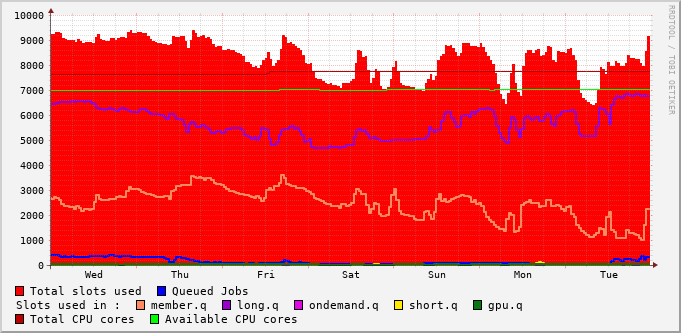 RRDTOOL / TOBI OETIKER
10000
9000
8000
7000
6000
5000
4000
3000
2000
1000
0
Wed Thu Fri Sat Sun Mon Tue
Total slots used Queued Jobs
Slots used in : member.q long.q ondemand.q short.q gpu.q
Total CPU cores Available CPU cores